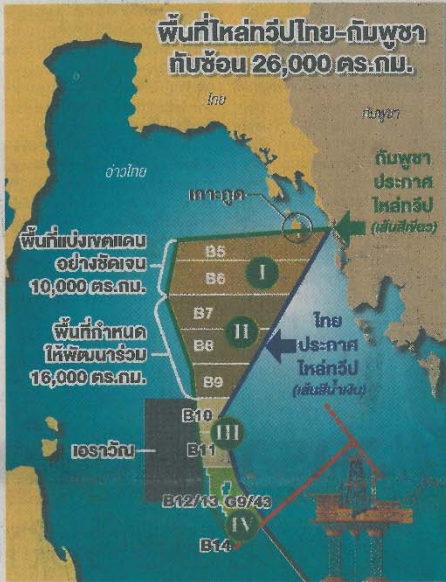 พื้นที่ไหล่ทวีปไทย-กัมพูชา
ทับซ้อน 26,000 ตร.กม.
ไทย
กัมพูชา
อ่าวไทย
เกาะกูด
กัมพูชา
ประกาศ
ไหล่ทวีป
(เส้นสีเขียว)
พื้นที่แบ่งเขตแดน
อย่างชัดเจน
10,000 ตร.กม.
B5
B6
I
พื้นที่กำหนด
ให้พัฒนาร่วม
16,000 ตร.กม.
B7
B8
II
B9
ไทย
ประกาศ
ไหล่ทวีป
(เส้นสีน้ำเงิน)
B10
III
เอราวัณ
B11
B12/13
G9/43
IV
B14